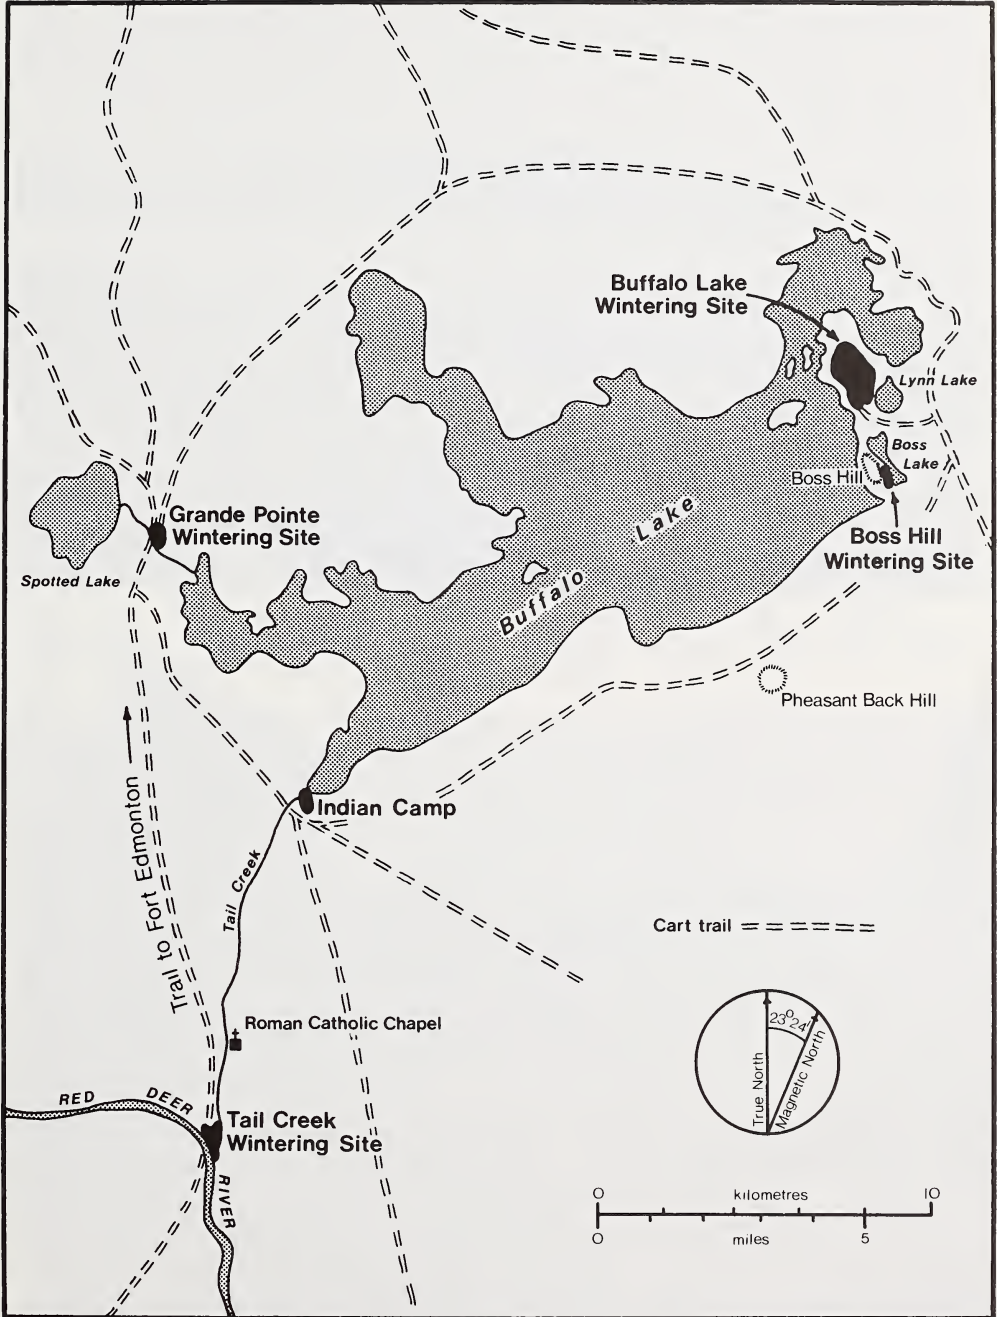 Buffalo Lake
Wintering Site
Lynn Lake
Boss
Lake
Boss Hill
Grande Pointe
Wintering Site
Boss Hill
Wintering Site
Spotted Lake
Buffalo Lake
Pheasant Back Hill
Indian Camp
Trail to Fort Edmonton
Tail Creek
Cart trail
Roman Catholic Chapel
23° 24'
True North
Magnetic North
RED DEER RIVER
Tail Creek
Wintering Site
0 kilometres 10
0 miles 5